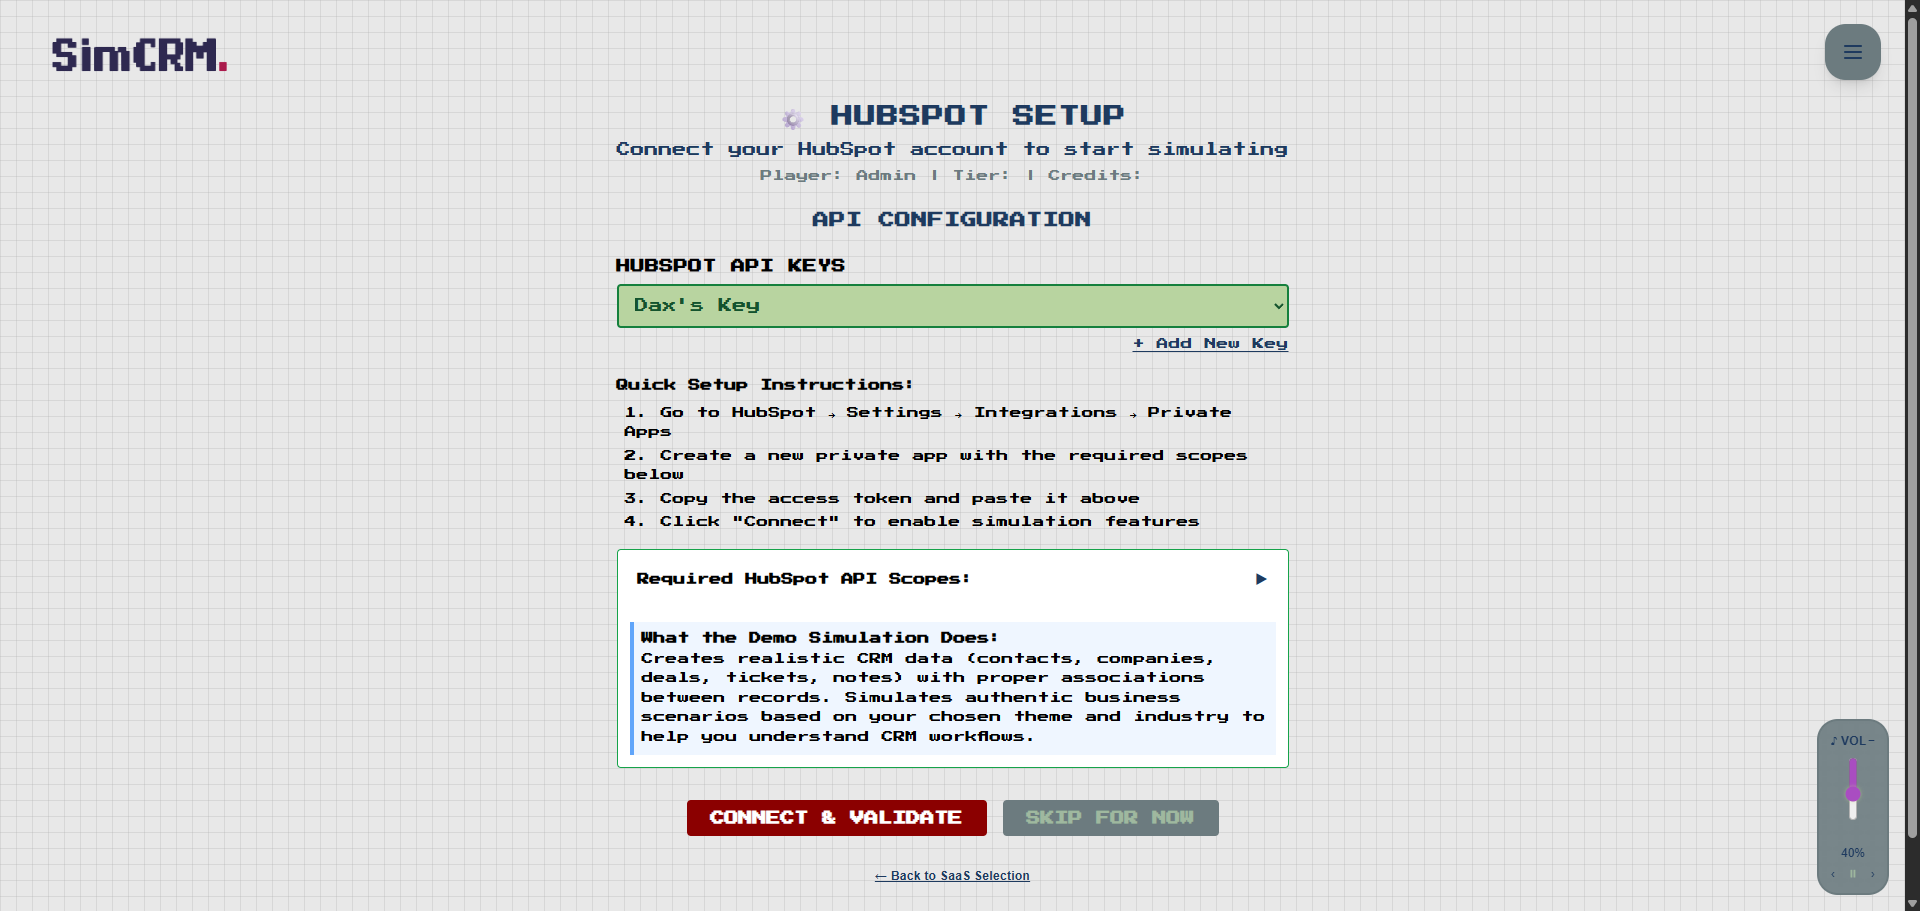 SimCRM.
HUBSPOT SETUP
Connect your HubSpot account to start simulating
Player: Admin | Tier: | Credits:
API CONFIGURATION
HUBSPOT API KEYS
Dax's Key
+ Add New Key
Quick Setup Instructions:
1. Go to HubSpot → Settings → Integrations → Private
Apps
2. Create a new private app with the required scopes
below
3. Copy the access token and paste it above
4. Click "Connect" to enable simulation features
Required HubSpot API Scopes: ▶
What the Demo Simulation Does:
Creates realistic CRM data (contacts, companies,
deals, tickets, notes) with proper associations
between records. Simulates authentic business
scenarios based on your chosen theme and industry to
help you understand CRM workflows.
CONNECT & VALIDATE
SKIP FOR NOW
← Back to SaaS Selection
♪ VOL −
40%
‹ ⏸ ›